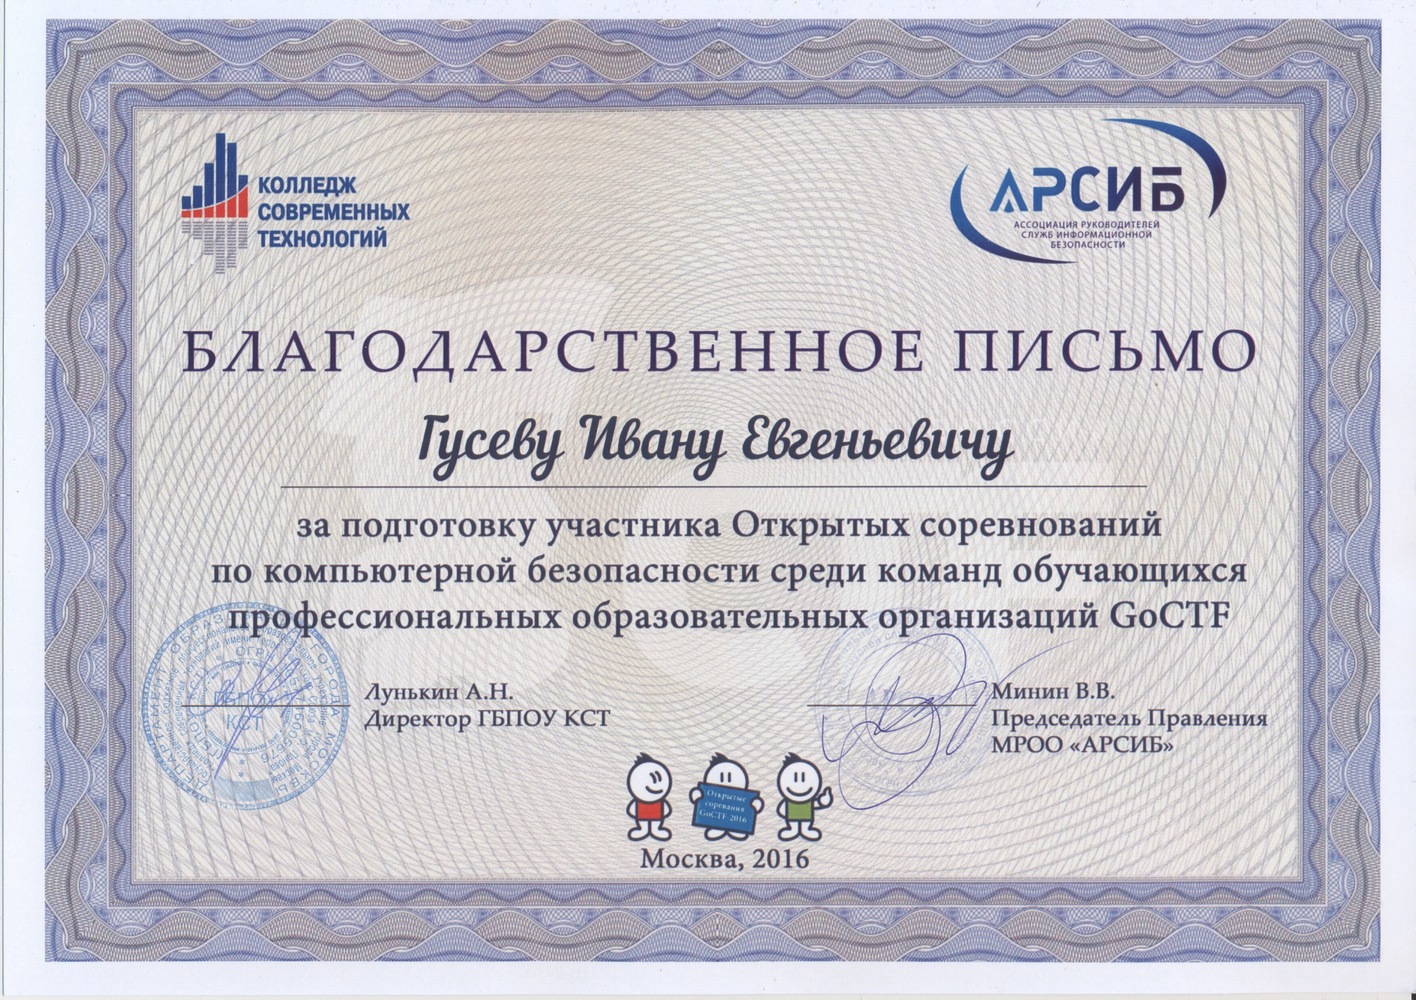 КОЛЛЕДЖ
СОВРЕМЕННЫХ
ТЕХНОЛОГИЙ
АРСИБ
АССОЦИАЦИЯ РУКОВОДИТЕЛЕЙ
СЛУЖБ ИНФОРМАЦИОННОЙ
БЕЗОПАСНОСТИ
БЛАГОДАРСТВЕННОЕ ПИСЬМО
Гусеву Ивану Евгеньевичу
за подготовку участника Открытых соревнований
по компьютерной безопасности среди команд обучающихся
профессиональных образовательных организаций GoCTF
Лунькин А.Н.
Директор ГБПОУ КСТ
Минин В.В.
Председатель Правления
МРОО «АРСИБ»
КСТ
Открытые
соревания
GoCTF 2016
Москва, 2016